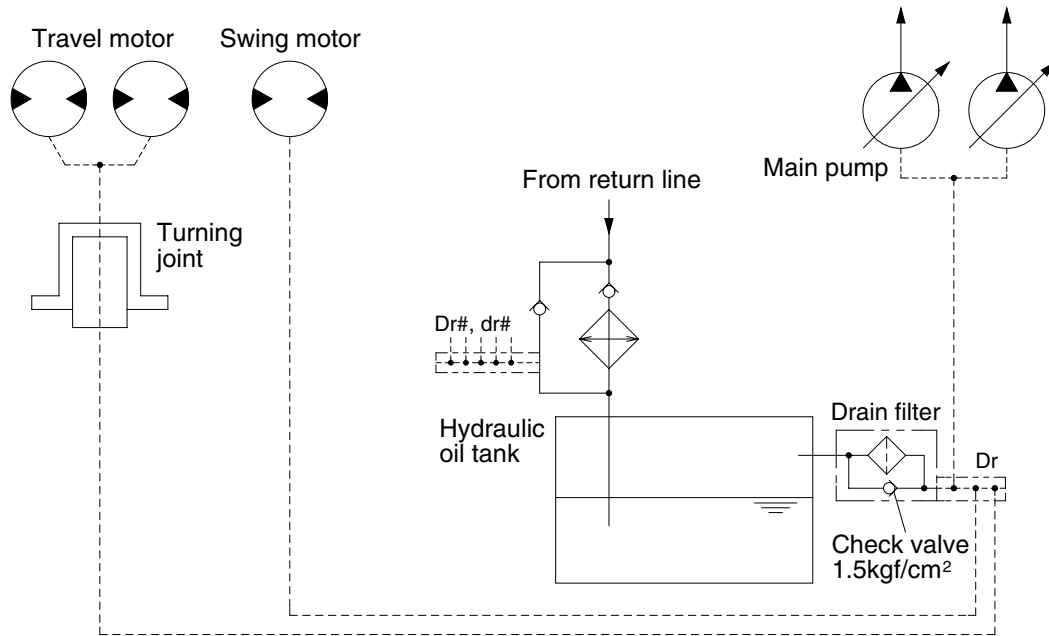 Travel motor
Swing motor
Main pump
From return line
Turning
joint
Dr#, dr#
Hydraulic
oil tank
Drain filter
Dr
Check valve
1.5kgf/cm²